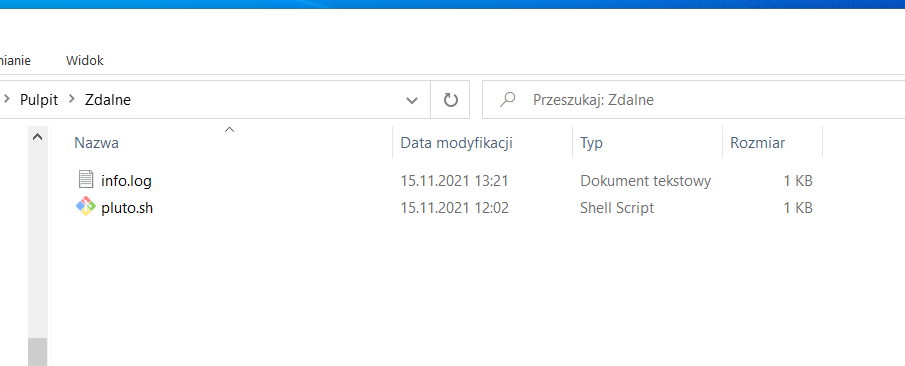 nianie Widok
Pulpit Zdalne Przeszukaj: Zdalne
Nazwa Data modyfikacji Typ Rozmiar
info.log 15.11.2021 13:21 Dokument tekstowy 1 KB
pluto.sh 15.11.2021 12:02 Shell Script 1 KB